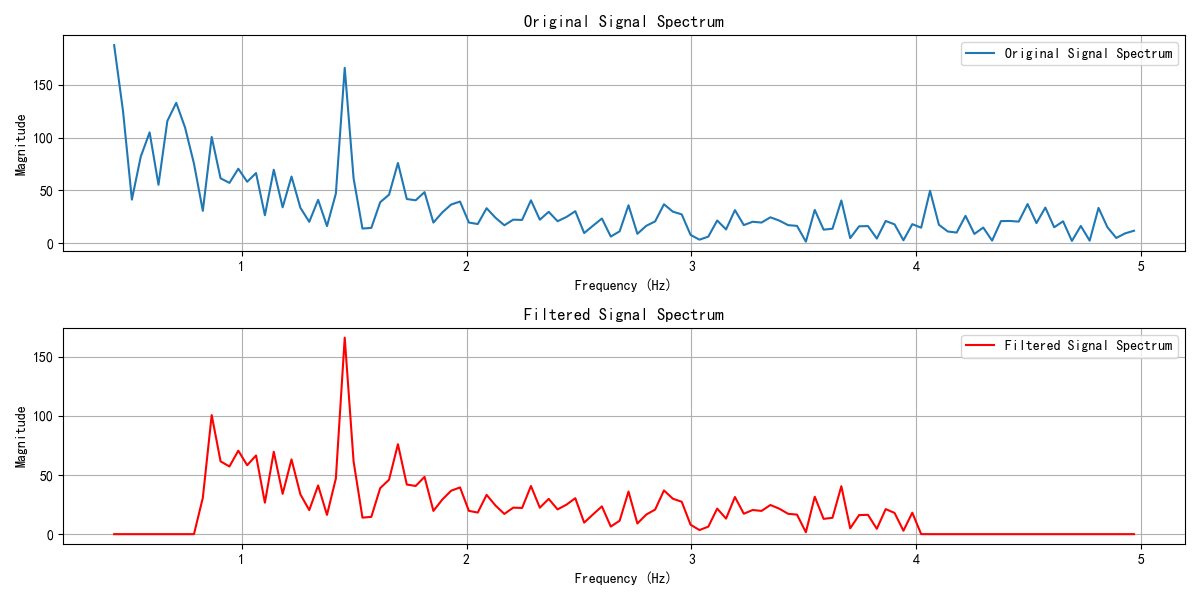 Original Signal Spectrum
Original Signal Spectrum
Magnitude
150
100
50
0
1 2 3 4 5
Frequency (Hz)
Filtered Signal Spectrum
Filtered Signal Spectrum
Magnitude
150
100
50
0
1 2 3 4 5
Frequency (Hz)